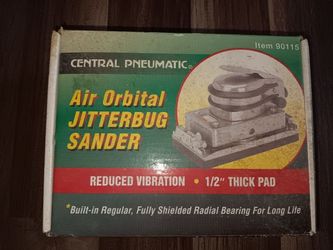 Item 90115
CENTRAL PNEUMATIC®
Air Orbital
JITTERBUG
SANDER
REDUCED VIBRATION • 1/2" THICK PAD
*Built-in Regular, Fully Shielded Radial Bearing For Long Life